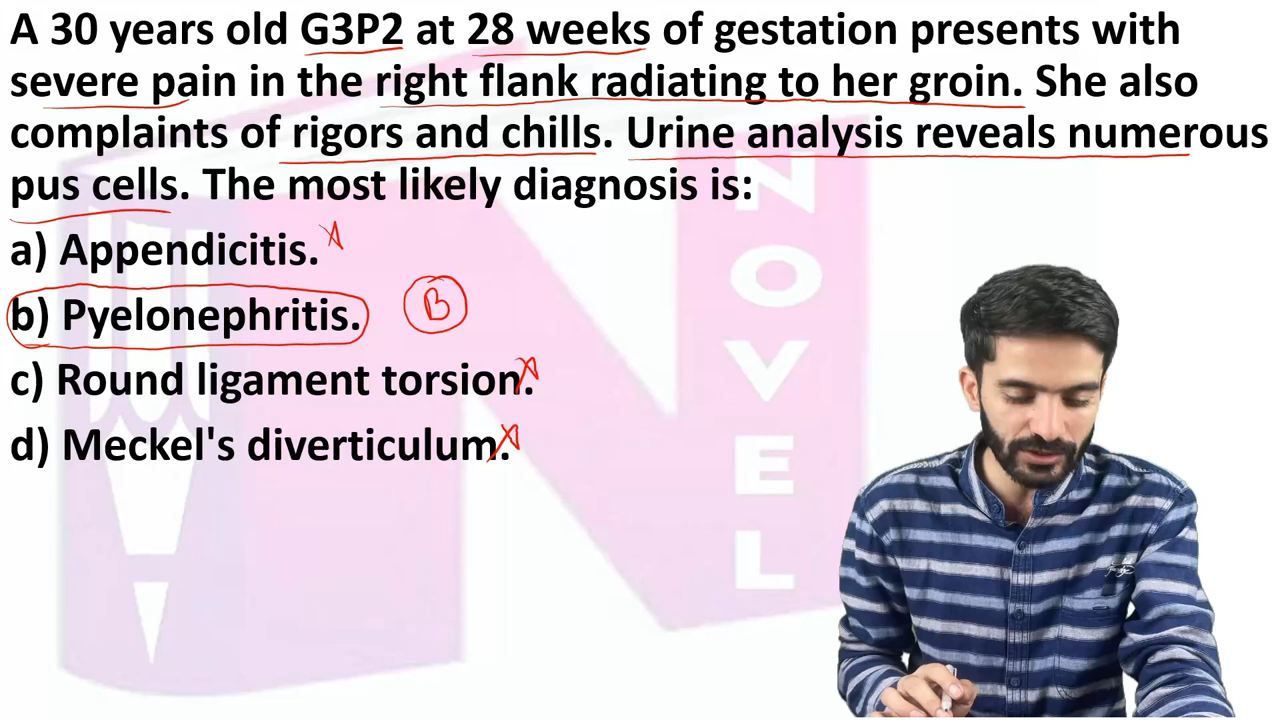 A 30 years old G3P2 at 28 weeks of gestation presents with
severe pain in the right flank radiating to her groin. She also
complaints of rigors and chills. Urine analysis reveals numerous
pus cells. The most likely diagnosis is:
a) Appendicitis.
b) Pyelonephritis. B
c) Round ligament torsion.
d) Meckel's diverticulum.
NOVEL